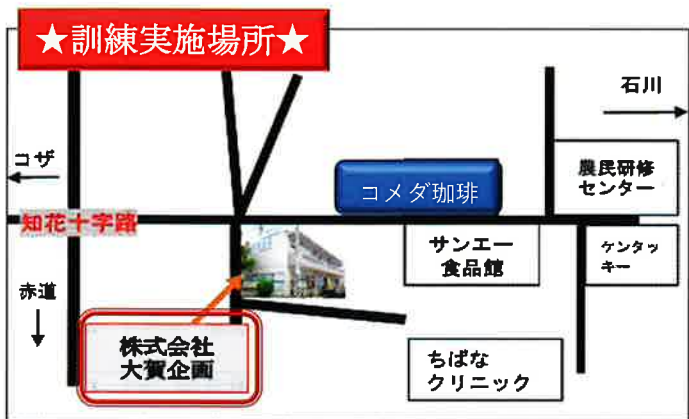 ★訓練実施場所★
石川
コザ
農民研修
センター
コメダ珈琲
知花十字路
サンエー
食品館
ケンタッ
キー
赤道
株式会社
大賀企画
ちばな
クリニック